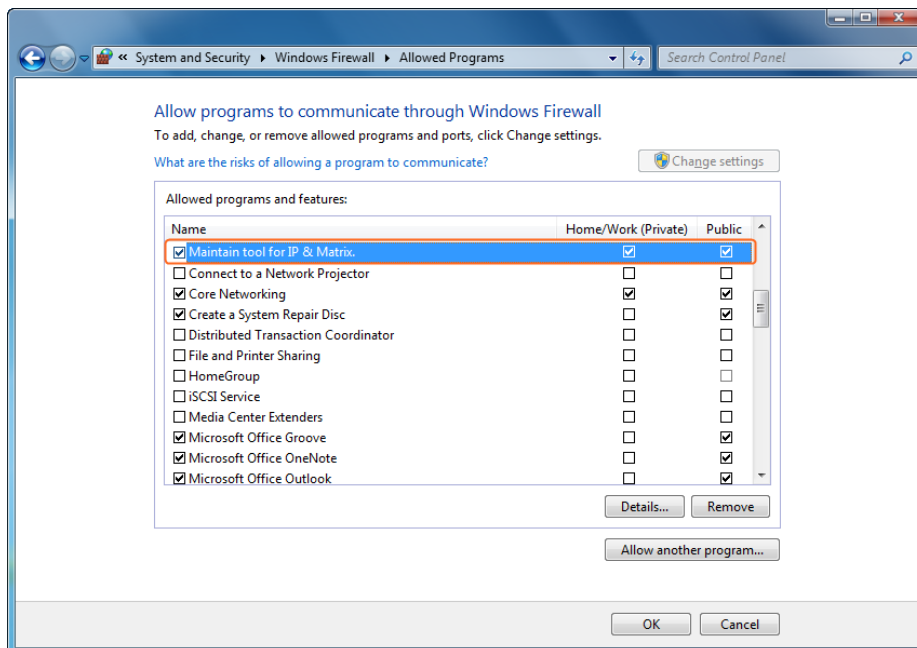 « System and Security ▸ Windows Firewall ▸ Allowed Programs
Search Control Panel
Allow programs to communicate through Windows Firewall
To add, change, or remove allowed programs and ports, click Change settings.
What are the risks of allowing a program to communicate?
Change settings
Allowed programs and features:
Name Home/Work (Private) Public
Maintain tool for IP & Matrix.
Connect to a Network Projector
Core Networking
Create a System Repair Disc
Distributed Transaction Coordinator
File and Printer Sharing
HomeGroup
iSCSI Service
Media Center Extenders
Microsoft Office Groove
Microsoft Office OneNote
Microsoft Office Outlook
Details... Remove
Allow another program...
OK Cancel